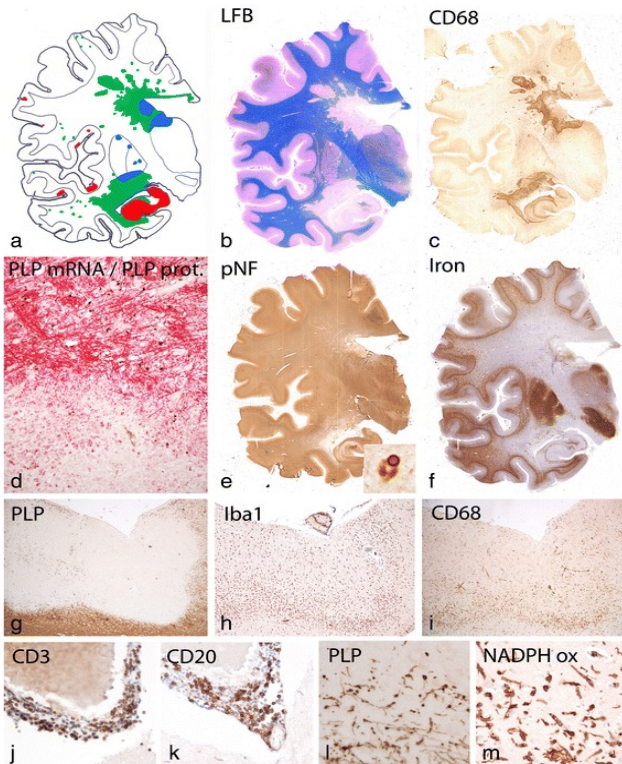 LFB
CD68
a
b
c
PLP mRNA / PLP prot.
pNF
Iron
d
e
f
PLP
Iba1
CD68
g
h
i
CD3
CD20
PLP
NADPH ox
j
k
l
m